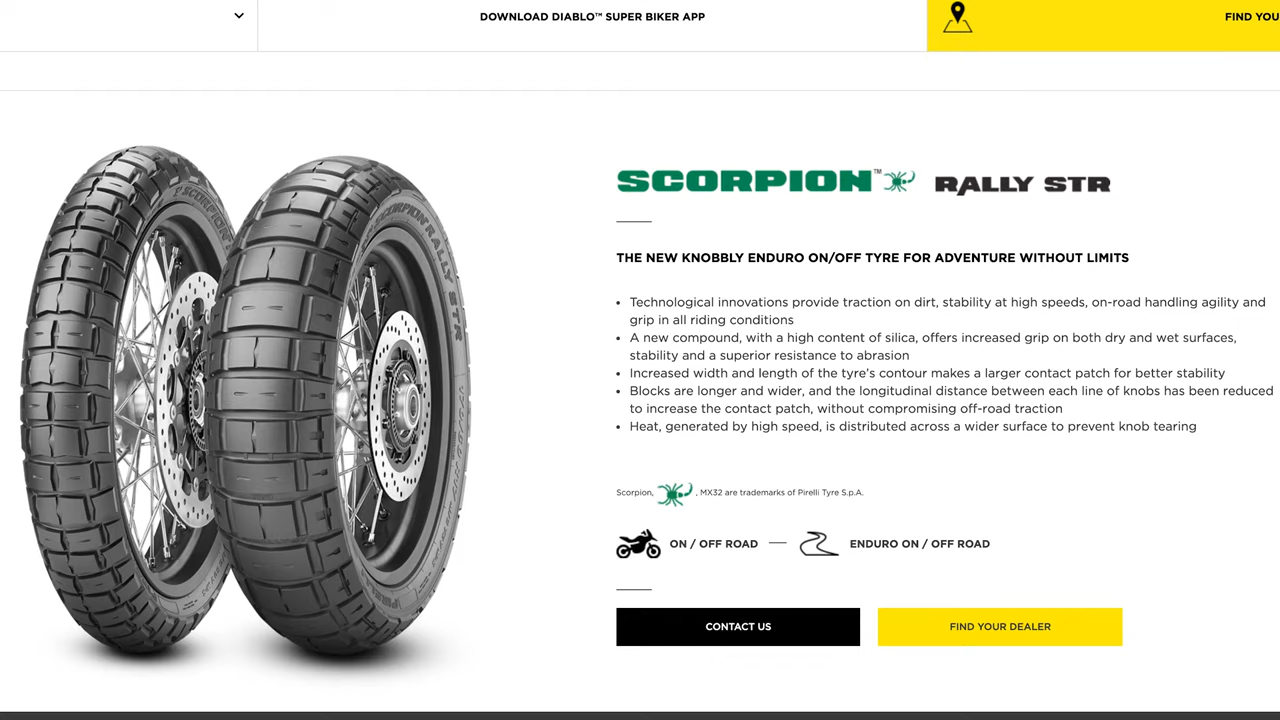 DOWNLOAD DIABLO™ SUPER BIKER APP
FIND YOU
SCORPION™ RALLY STR
THE NEW KNOBBLY ENDURO ON/OFF TYRE FOR ADVENTURE WITHOUT LIMITS
• Technological innovations provide traction on dirt, stability at high speeds, on-road handling agility and
grip in all riding conditions
• A new compound, with a high content of silica, offers increased grip on both dry and wet surfaces,
stability and a superior resistance to abrasion
• Increased width and length of the tyre's contour makes a larger contact patch for better stability
• Blocks are longer and wider, and the longitudinal distance between each line of knobs has been reduced
to increase the contact patch, without compromising off-road traction
• Heat, generated by high speed, is distributed across a wider surface to prevent knob tearing
Scorpion, , MX32 are trademarks of Pirelli Tyre S.p.A.
ON / OFF ROAD — ENDURO ON / OFF ROAD
CONTACT US
FIND YOUR DEALER
SCORPION
SCORPION RALLY STR